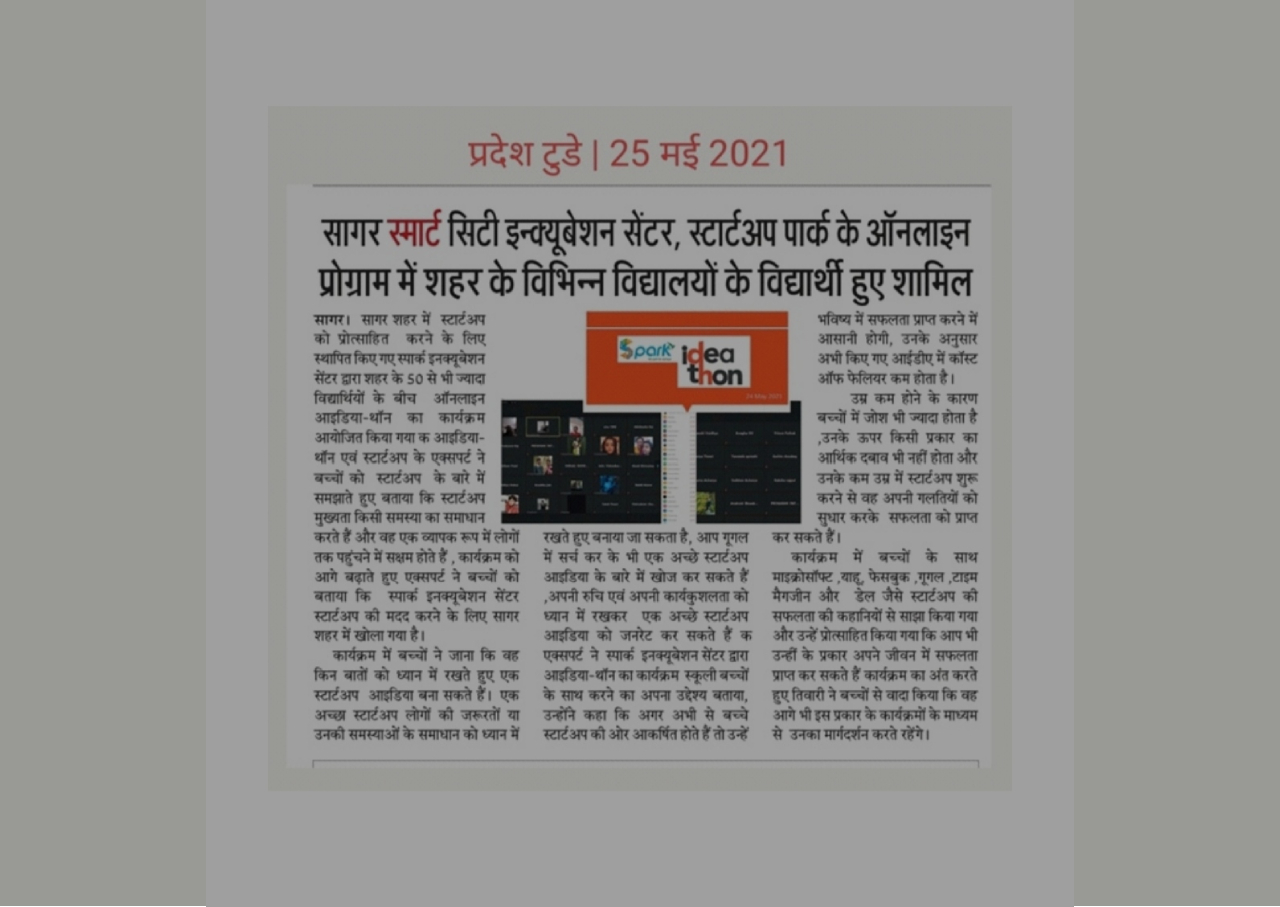 प्रदेश टुडे | 25 मई 2021
सागर स्मार्ट सिटी इन्क्यूबेशन सेंटर, स्टार्टअप पार्क के ऑनलाइन
प्रोग्राम में शहर के विभिन्न विद्यालयों के विद्यार्थी हुए शामिल
सागर। सागर शहर में स्टार्टअप
को प्रोत्साहित करने के लिए
स्थापित किए गए स्पार्क इनक्यूबेशन
सेंटर द्वारा शहर के 50 से भी ज्यादा
विद्यार्थियों के बीच ऑनलाइन
आइडिया-थॉन का कार्यक्रम
आयोजित किया गया क आइडिया-
थॉन एवं स्टार्टअप के एक्सपर्ट ने
बच्चों को स्टार्टअप के बारे में
समझाते हुए बताया कि स्टार्टअप
मुख्यता किसी समस्या का समाधान
करते हैं और वह एक व्यापक रूप में लोगों
तक पहुंचने में सक्षम होते हैं , कार्यक्रम को
आगे बढ़ाते हुए एक्सपर्ट ने बच्चों को
बताया कि स्पार्क इनक्यूबेशन सेंटर
स्टार्टअप की मदद करने के लिए सागर
शहर में खोला गया है।
कार्यक्रम में बच्चों ने जाना कि वह
किन बातों को ध्यान में रखते हुए एक
स्टार्टअप आइडिया बना सकते हैं। एक
अच्छा स्टार्टअप लोगों की जरूरतों या
उनकी समस्याओं के समाधान को ध्यान में
Spark
idea
thon
24 May, 2021
रखते हुए बनाया जा सकता है, आप गूगल
में सर्च कर के भी एक अच्छे स्टार्टअप
आइडिया के बारे में खोज कर सकते हैं
,अपनी रुचि एवं अपनी कार्यकुशलता को
ध्यान में रखकर एक अच्छे स्टार्टअप
आइडिया को जनरेट कर सकते हैं क
एक्सपर्ट ने स्पार्क इनक्यूबेशन सेंटर द्वारा
आइडिया-थॉन का कार्यक्रम स्कूली बच्चों
के साथ करने का अपना उद्देश्य बताया,
उन्होंने कहा कि अगर अभी से बच्चे
स्टार्टअप की ओर आकर्षित होते हैं तो उन्हें
भविष्य में सफलता प्राप्त करने में
आसानी होगी, उनके अनुसार
अभी किए गए आईडीए में कॉस्ट
ऑफ फेलियर कम होता है।
उम्र कम होने के कारण
बच्चों में जोश भी ज्यादा होता है
,उनके ऊपर किसी प्रकार का
आर्थिक दबाव भी नहीं होता और
उनके कम उम्र में स्टार्टअप शुरू
करने से वह अपनी गलतियों को
सुधार करके सफलता को प्राप्त
कर सकते हैं।
कार्यक्रम में बच्चों के साथ
माइक्रोसॉफ्ट ,याहू, फेसबुक ,गूगल ,टाइम
मैगजीन और डेल जैसे स्टार्टअप की
सफलता की कहानियों से साझा किया गया
और उन्हें प्रोत्साहित किया गया कि आप भी
उन्हीं के प्रकार अपने जीवन में सफलता
प्राप्त कर सकते हैं कार्यक्रम का अंत करते
हुए तिवारी ने बच्चों से वादा किया कि वह
आगे भी इस प्रकार के कार्यक्रमों के माध्यम
से उनका मार्गदर्शन करते रहेंगे।